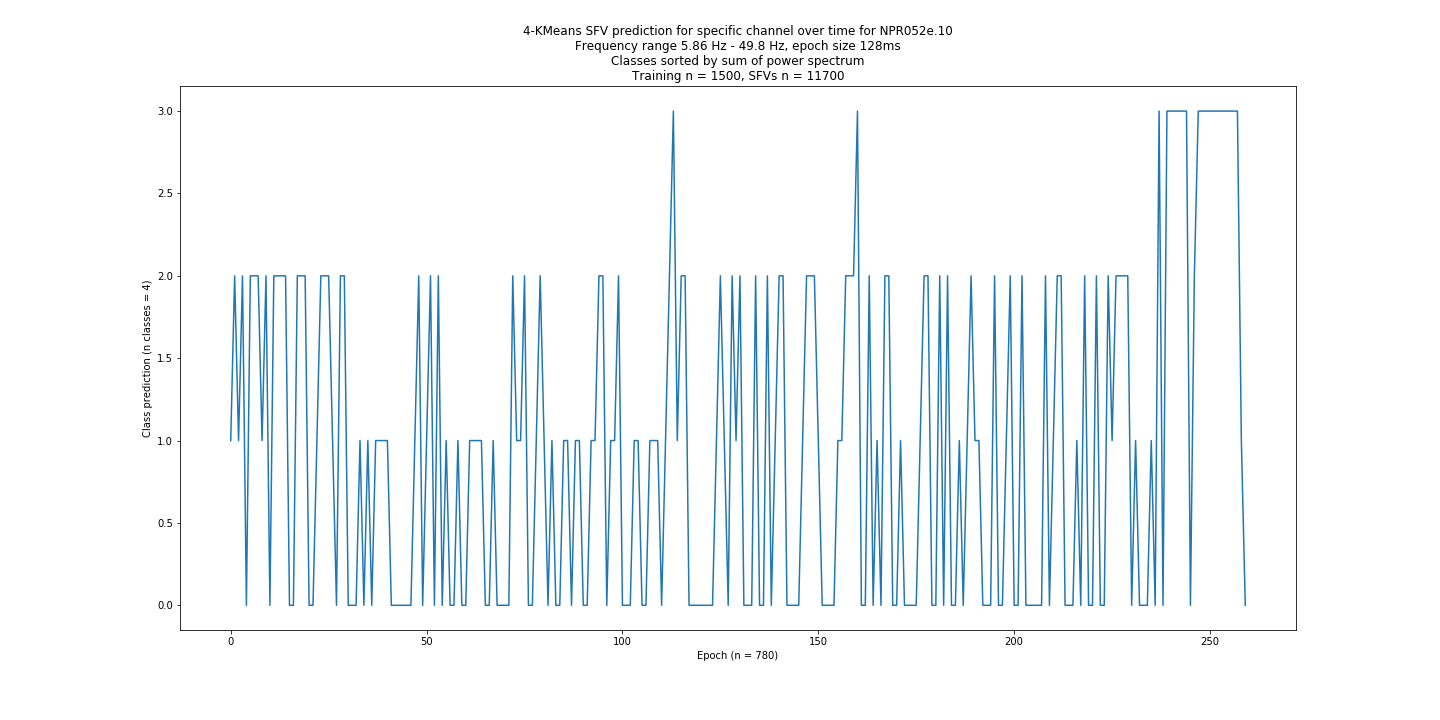 4-KMeans SFV prediction for specific channel over time for NPR052e.10
Frequency range 5.86 Hz - 49.8 Hz, epoch size 128ms
Classes sorted by sum of power spectrum
Training n = 1500, SFVs n = 11700
3.0
2.5
2.0
1.5
1.0
0.5
0.0
Class prediction (n classes = 4)
0 50 100 150 200 250
Epoch (n = 780)